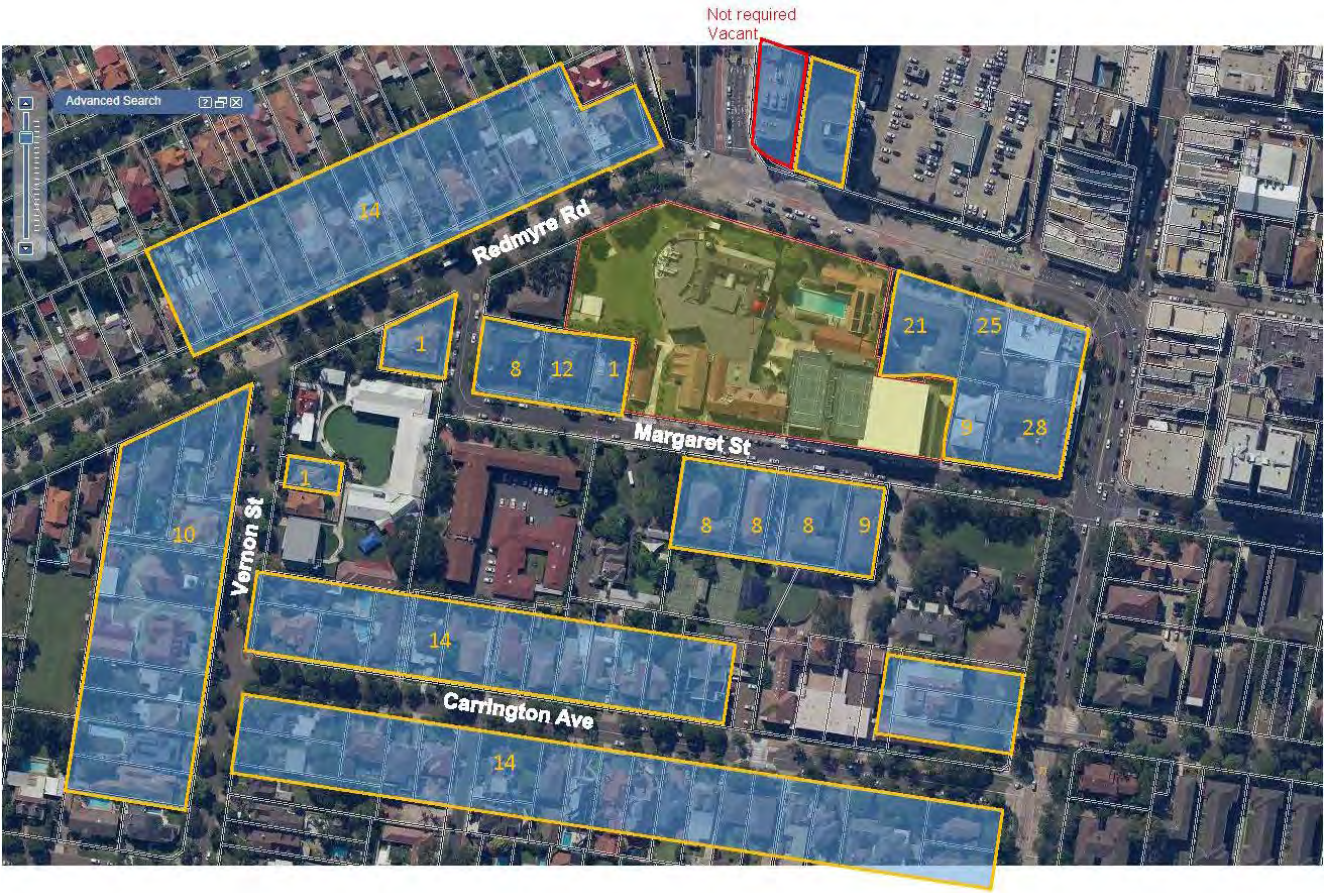 Not required
Vacant
Advanced Search
14
Redmyre Rd
21
25
1
8
12
1
9
28
Margaret St
1
8
8
8
9
10
Vernon St
14
Carrington Ave
14